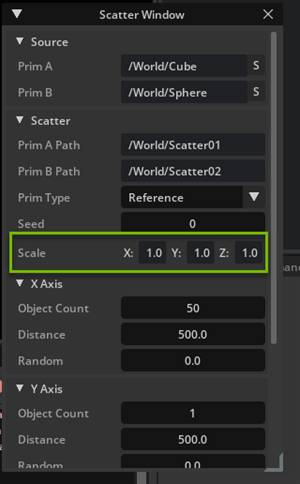 Scatter Window
Source
Prim A /World/Cube S
Prim B /World/Sphere S
Scatter
Prim A Path /World/Scatter01
Prim B Path /World/Scatter02
Prim Type Reference
Seed 0
Scale X: 1.0 Y: 1.0 Z: 1.0
X Axis
Object Count 50
Distance 500.0
Random 0.0
Y Axis
Object Count 1
Distance 500.0
Random 0.0